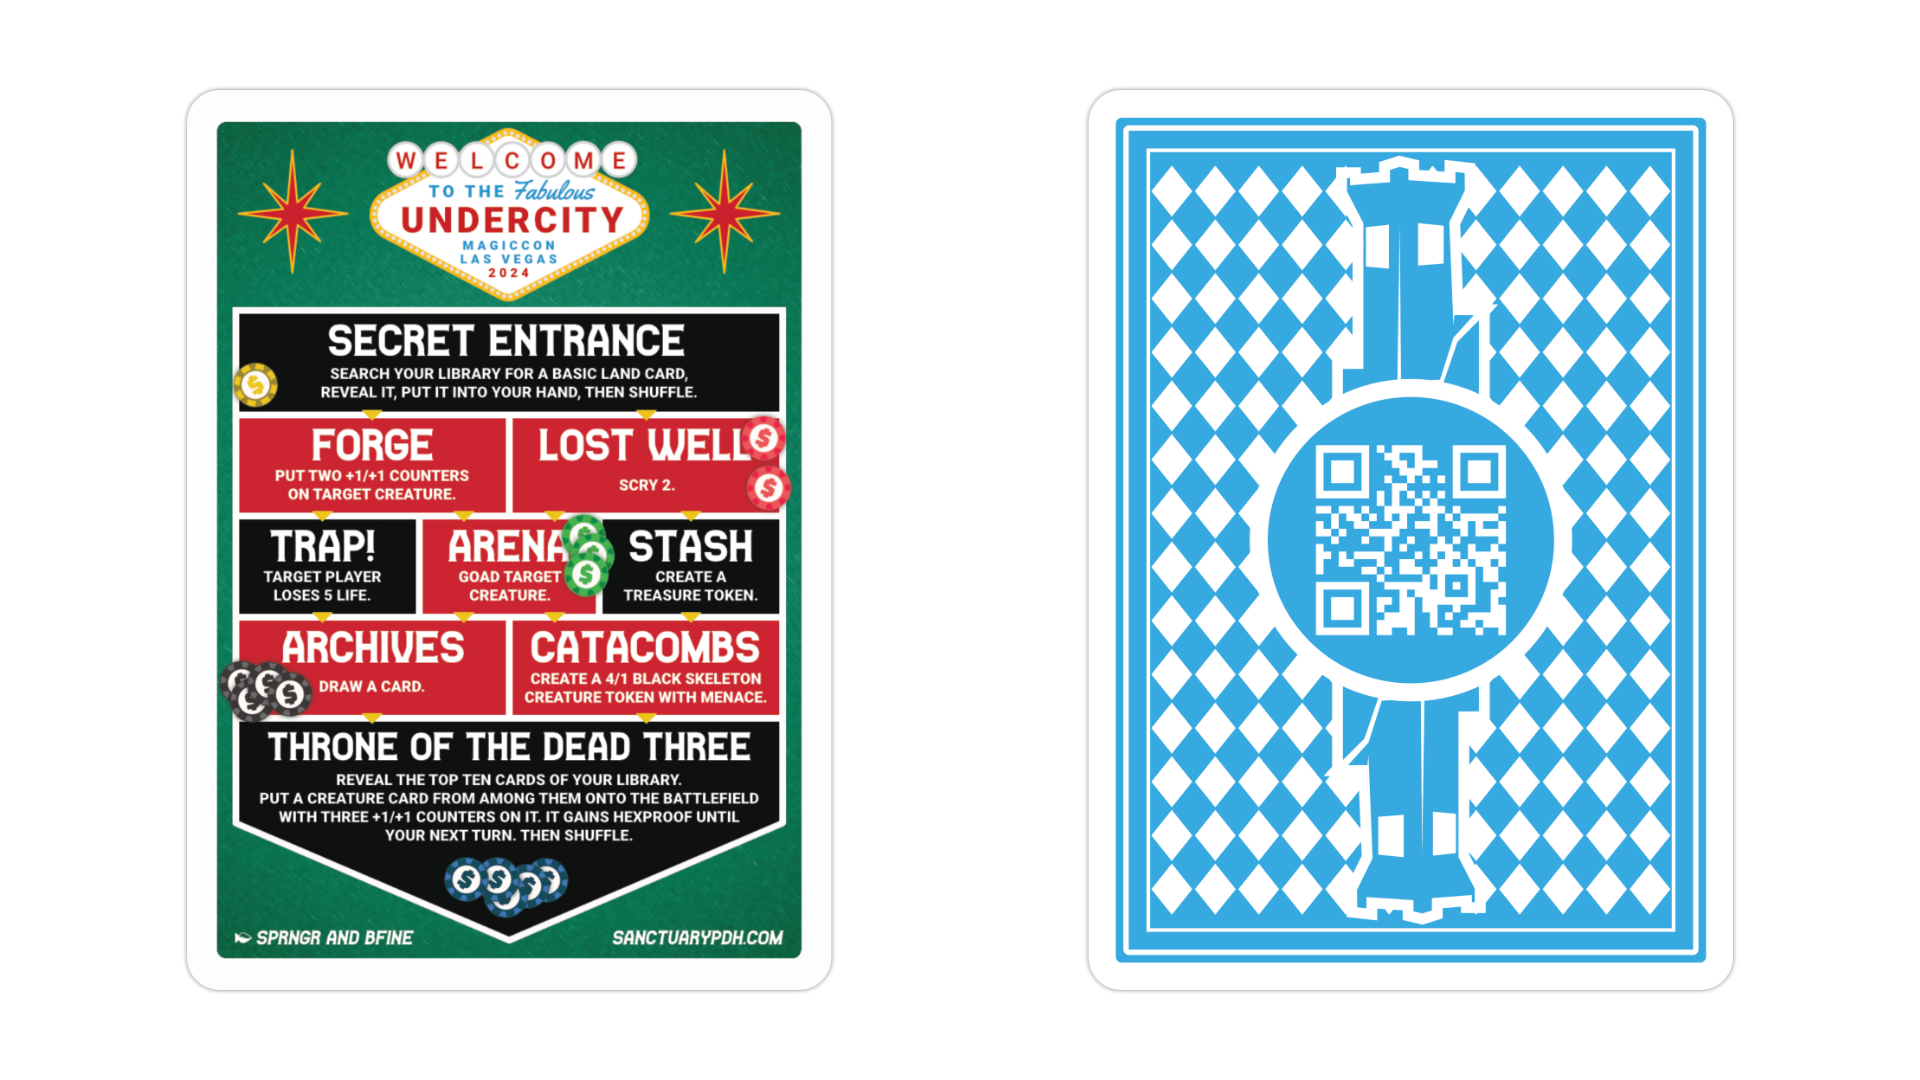 WELCOME
TO THE Fabulous
UNDERCITY
MAGICCON
LAS VEGAS
2024
SECRET ENTRANCE
SEARCH YOUR LIBRARY FOR A BASIC LAND CARD,
REVEAL IT, PUT IT INTO YOUR HAND, THEN SHUFFLE.
$
FORGE
PUT TWO +1/+1 COUNTERS
ON TARGET CREATURE.
LOST WELL
SCRY 2.
$
$
TRAP!
TARGET PLAYER
LOSES 5 LIFE.
ARENA
GOAD TARGET
CREATURE.
$
$
$
STASH
CREATE A
TREASURE TOKEN.
ARCHIVES
DRAW A CARD.
$
$
$
$
CATACOMBS
CREATE A 4/1 BLACK SKELETON
CREATURE TOKEN WITH MENACE.
THRONE OF THE DEAD THREE
REVEAL THE TOP TEN CARDS OF YOUR LIBRARY.
PUT A CREATURE CARD FROM AMONG THEM ONTO THE BATTLEFIELD
WITH THREE +1/+1 COUNTERS ON IT. IT GAINS HEXPROOF UNTIL
YOUR NEXT TURN. THEN SHUFFLE.
$ $ $ $ $
SPRNGR AND BFINE
SANCTUARYPDH.COM